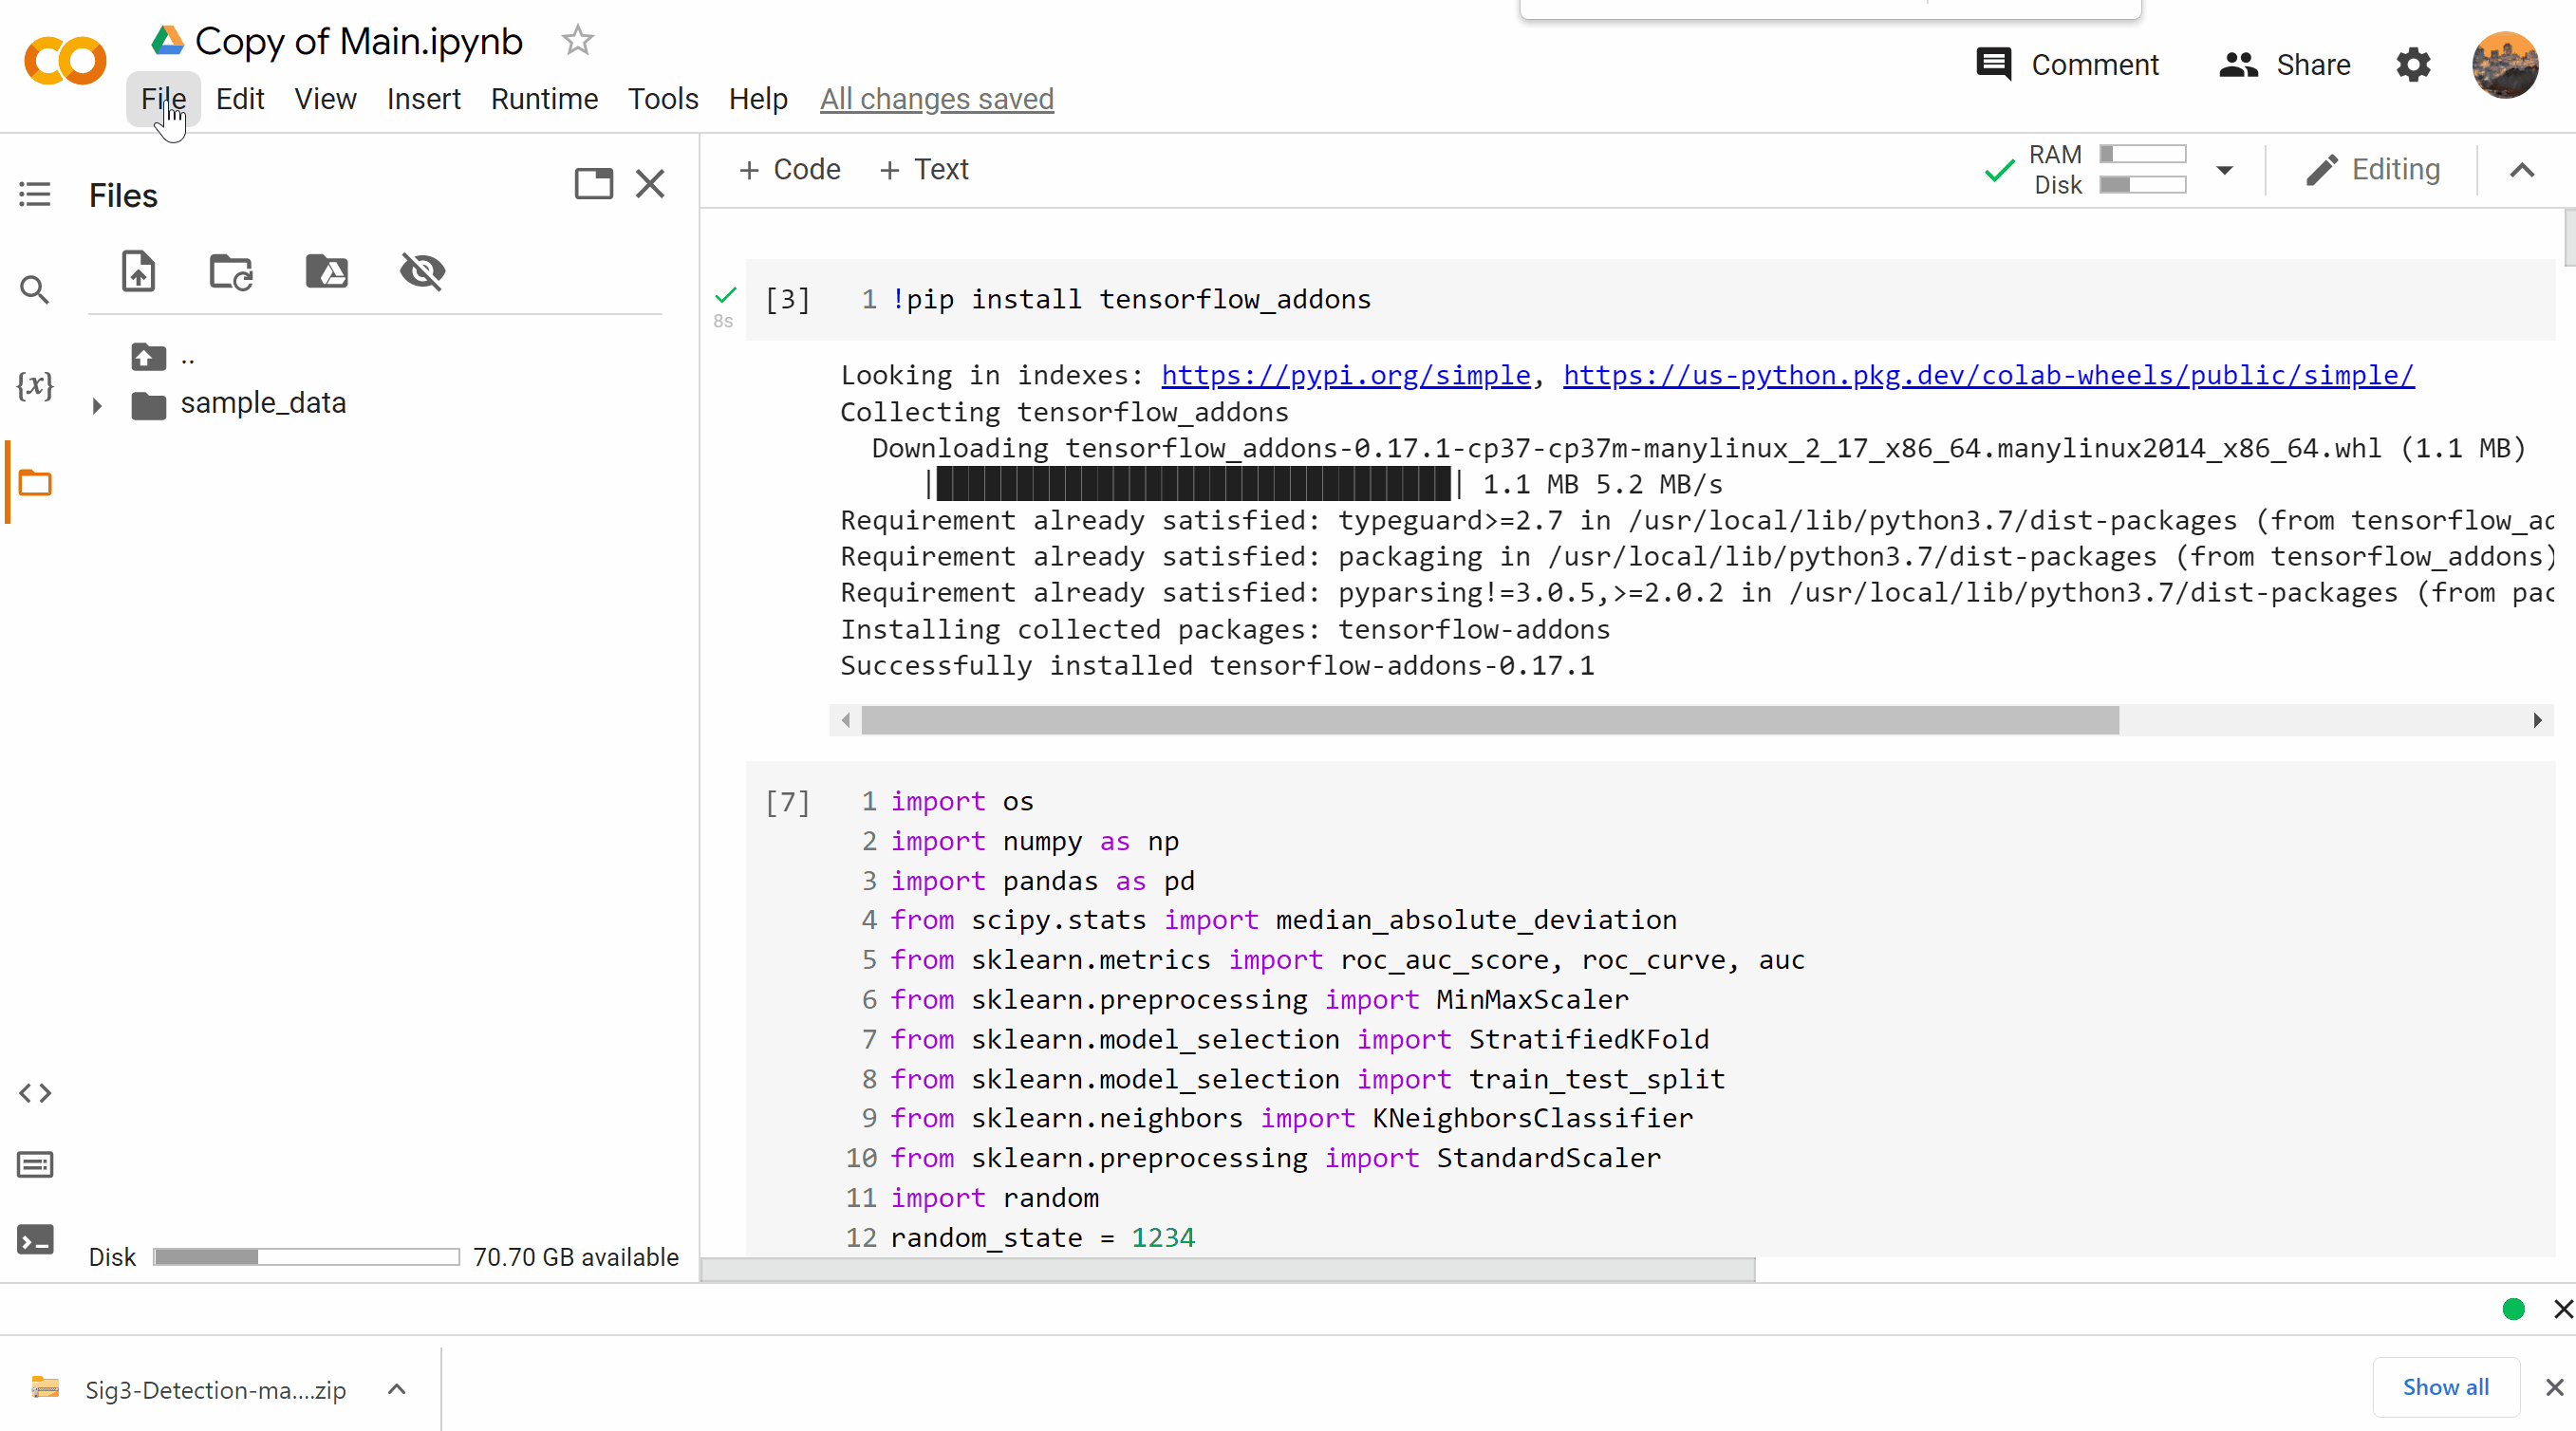 Copy of Main.ipynb
File Edit View Insert Runtime Tools Help All changes saved
Comment Share
Files
+ Code + Text
RAM
Disk
Editing
..
sample_data
[3] 1 !pip install tensorflow_addons
8s
Looking in indexes: https://pypi.org/simple, https://us-python.pkg.dev/colab-wheels/public/simple/
Collecting tensorflow_addons
Downloading tensorflow_addons-0.17.1-cp37-cp37m-manylinux_2_17_x86_64.manylinux2014_x86_64.whl (1.1 MB)
|████████████████████████████████| 1.1 MB 5.2 MB/s
Requirement already satisfied: typeguard>=2.7 in /usr/local/lib/python3.7/dist-packages (from tensorflow_ad
Requirement already satisfied: packaging in /usr/local/lib/python3.7/dist-packages (from tensorflow_addons)
Requirement already satisfied: pyparsing!=3.0.5,>=2.0.2 in /usr/local/lib/python3.7/dist-packages (from pac
Installing collected packages: tensorflow-addons
Successfully installed tensorflow-addons-0.17.1
[7] 1 import os
2 import numpy as np
3 import pandas as pd
4 from scipy.stats import median_absolute_deviation
5 from sklearn.metrics import roc_auc_score, roc_curve, auc
6 from sklearn.preprocessing import MinMaxScaler
7 from sklearn.model_selection import StratifiedKFold
8 from sklearn.model_selection import train_test_split
9 from sklearn.neighbors import KNeighborsClassifier
10 from sklearn.preprocessing import StandardScaler
11 import random
12 random_state = 1234
{x}
Disk 70.70 GB available
Sig3-Detection-ma....zip
Show all